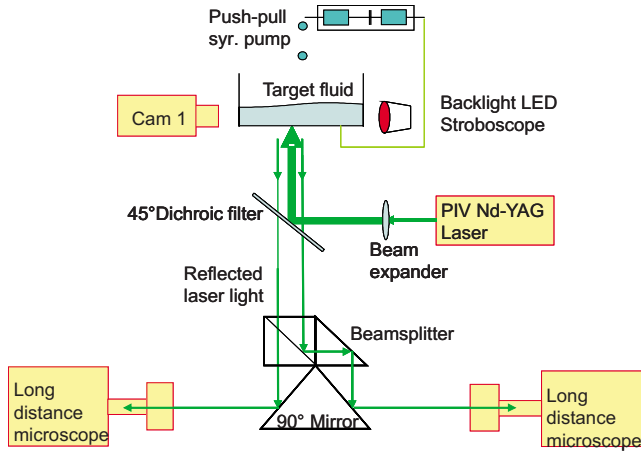 Push-pull
syr. pump
Target fluid
Cam 1
Backlight LED
Stroboscope
45°Dichroic filter
PIV Nd-YAG
Laser
Beam
expander
Reflected
laser light
Beamsplitter
Long
distance
microscope
90° Mirror
Long
distance
microscope